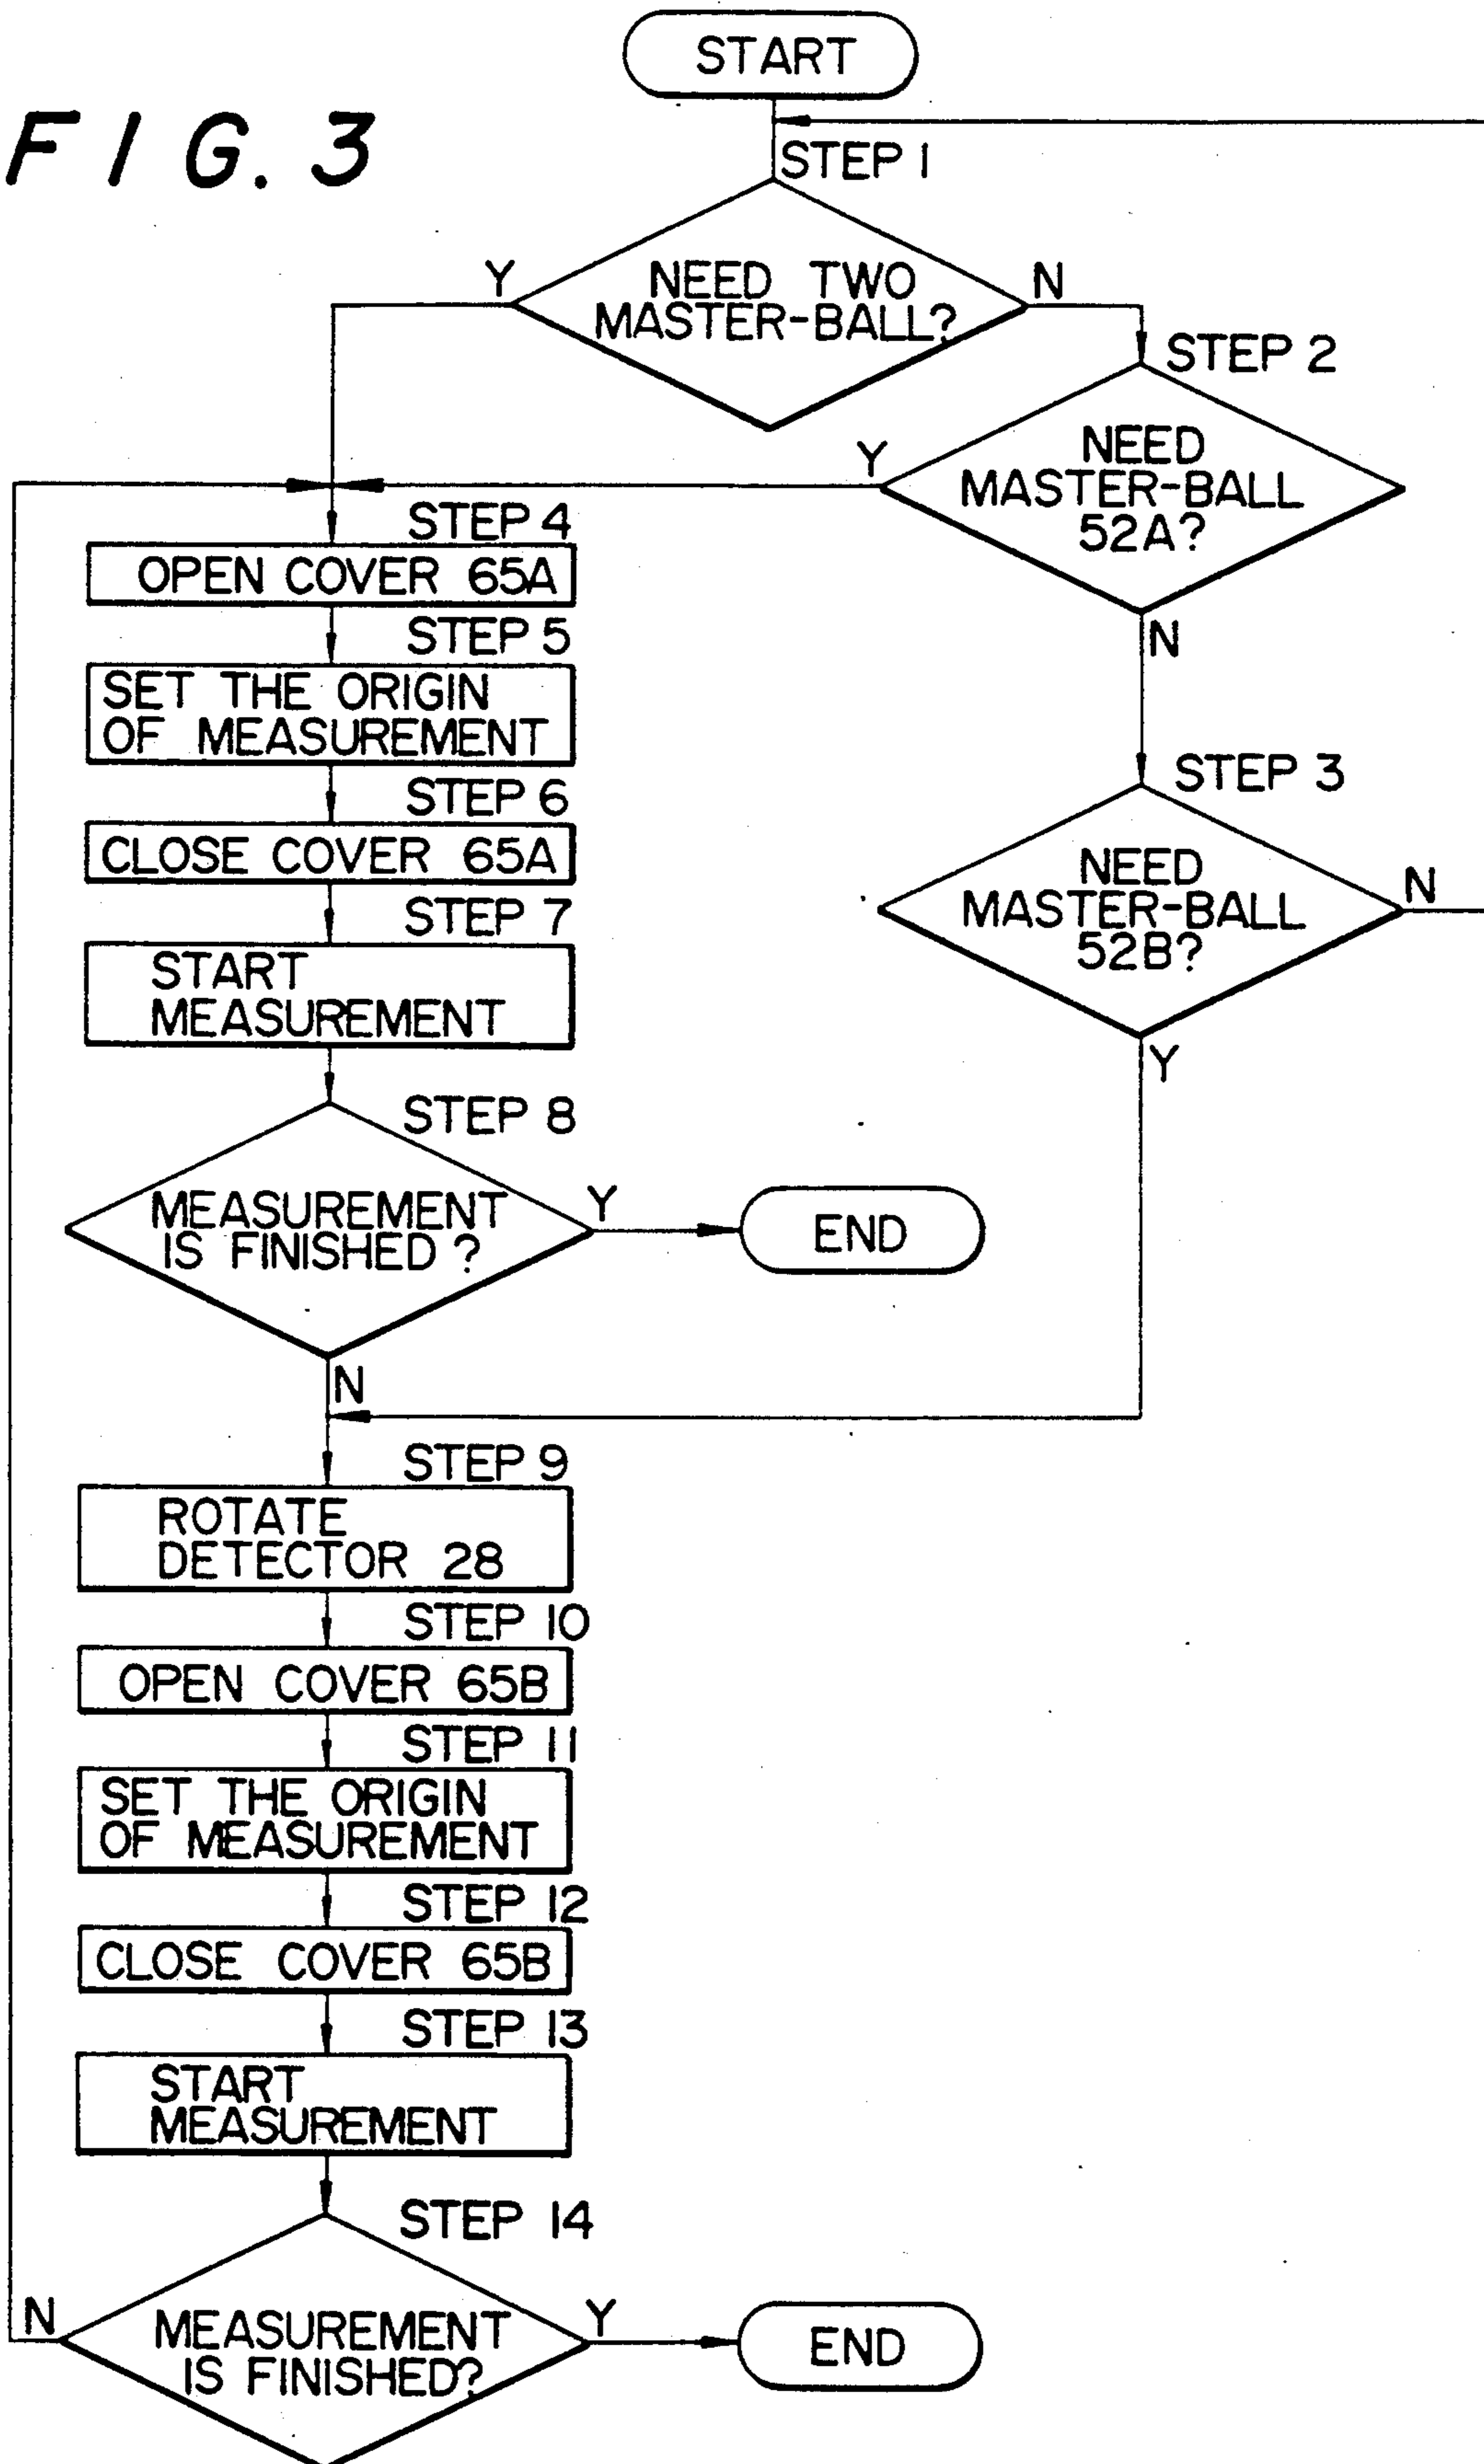 START
FIG. 3
STEP 1
Y
NEED TWO
MASTER-BALL?
N
STEP 2
Y
NEED
MASTER-BALL
52A?
N
STEP 3
NEED
MASTER-BALL
52B?
N
Y
STEP 4
OPEN COVER 65A
STEP 5
SET THE ORIGIN
OF MEASUREMENT
STEP 6
CLOSE COVER 65A
STEP 7
START
MEASUREMENT
STEP 8
MEASUREMENT
IS FINISHED ?
Y
END
N
STEP 9
ROTATE
DETECTOR 28
STEP 10
OPEN COVER 65B
STEP 11
SET THE ORIGIN
OF MEASUREMENT
STEP 12
CLOSE COVER 65B
STEP 13
START
MEASUREMENT
STEP 14
N
MEASUREMENT
IS FINISHED?
Y
END